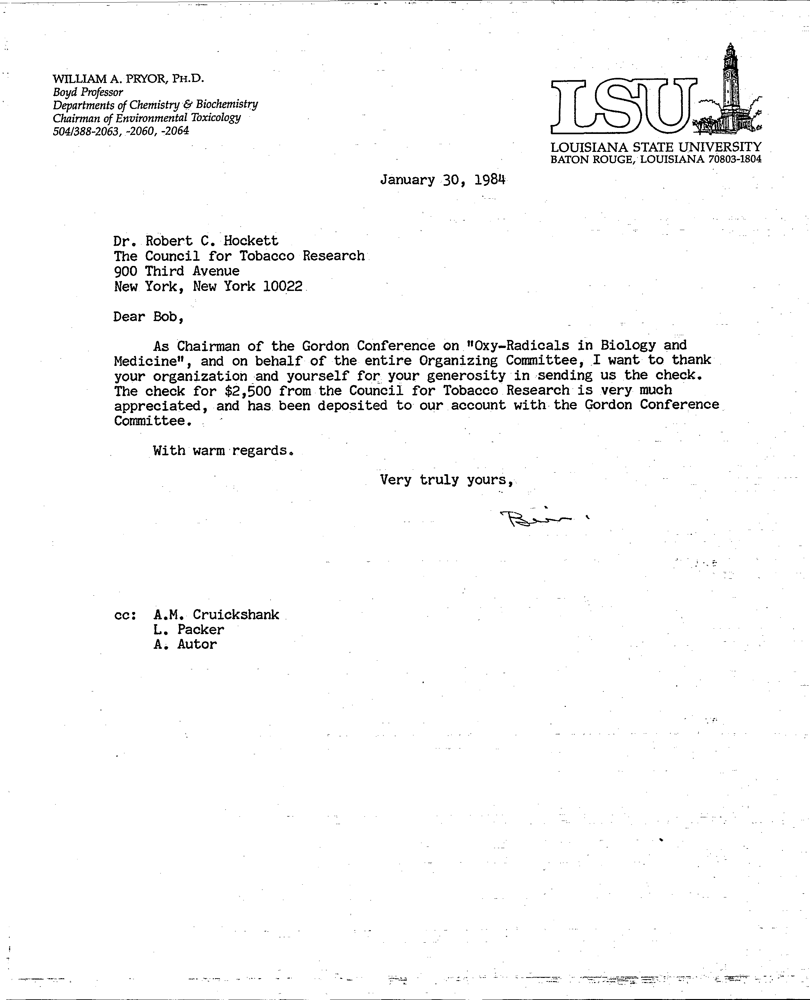 WILLIAM A. PRYOR, PH.D.
Boyd Professor
Departments of Chemistry & Biochemistry
Chairman of Environmental Toxicology
504/388-2063, -2060, -2064
LSU
LOUISIANA STATE UNIVERSITY
BATON ROUGE, LOUISIANA 70803-1804
January 30, 1984
Dr. Robert C. Hockett
The Council for Tobacco Research
900 Third Avenue
New York, New York 10022
Dear Bob,
As Chairman of the Gordon Conference on "Oxy-Radicals in Biology and
Medicine", and on behalf of the entire Organizing Committee, I want to thank
your organization and yourself for your generosity in sending us the check.
The check for $2,500 from the Council for Tobacco Research is very much
appreciated, and has been deposited to our account with the Gordon Conference
Committee.
With warm regards.
Very truly yours,
cc: A.M. Cruickshank
L. Packer
A. Autor